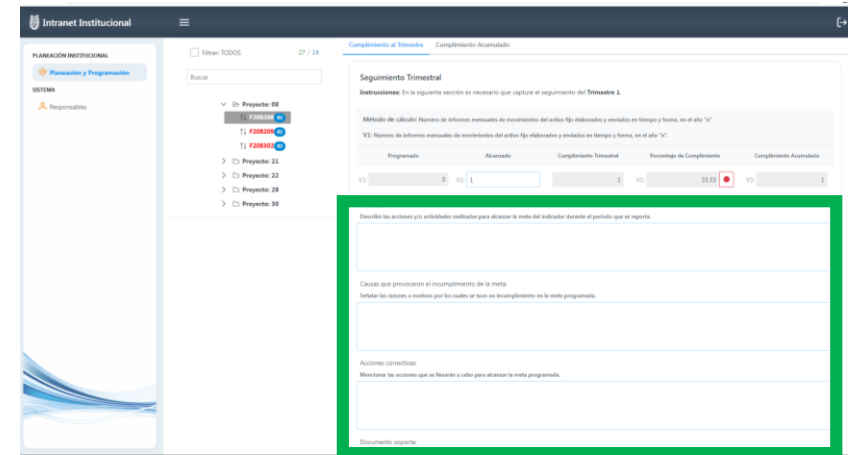 Intranet Institucional
PLANEACIÓN INSTITUCIONAL
Planeación y Programación
SISTEMA
Responsables
Filtrar: TODOS 27 / 14
Buscar
Proyecto: 08
F208206 02
F208209 02
F208302 02
Proyecto: 21
Proyecto: 22
Proyecto: 28
Proyecto: 30
Cumplimiento al Trimestre Cumplimiento Acumulado
Seguimiento Trimestral
Instrucciones: En la siguiente sección es necesario que capture el seguimiento del Trimestre 1.
Método de cálculo: Número de informes mensuales de movimientos del activo fijo elaborados y enviados en tiempo y forma, en el año "n"
V1: Número de informes mensuales de movimientos del activo fijo elaborados y enviados en tiempo y forma, en el año "n".
Programado Alcanzado Cumplimiento Trimestral Porcentaje de Cumplimiento Cumplimiento Acumulado
V1: 3 V1: 1 1 V1: 33.33 V1: 1
Describir las acciones y/o actividades realizadas para alcanzar la meta del indicador durante el periodo que se reporta.
Causas que provocaron el incumplimiento de la meta:
Señalar las razones o motivos por los cuales se tuvo un incumplimiento en la meta programada.
Acciones correctivas:
Mencionar las acciones que se llevarán a cabo para alcanzar la meta programada.
Documento soporte: